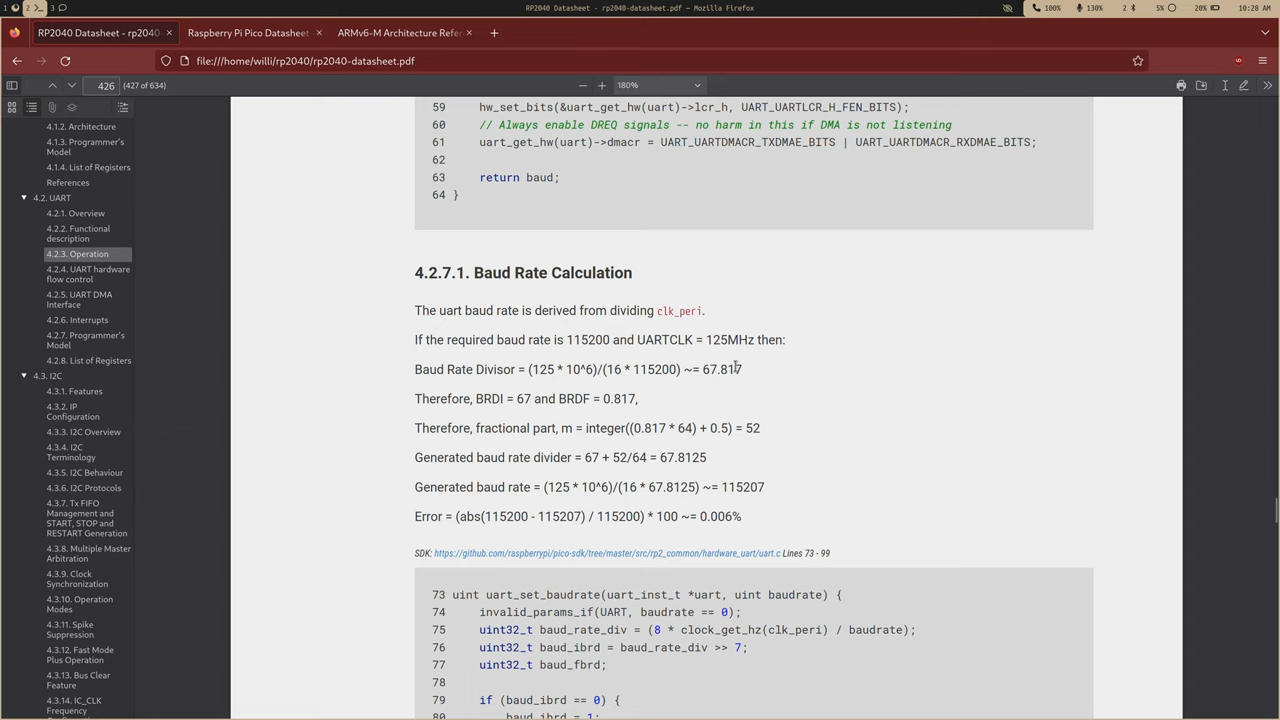 1 2 3
RP2040 Datasheet - rp2040-datasheet.pdf — Mozilla Firefox
100% 130% 2 5% 20% 10:28 AM
RP2040 Datasheet - rp2040-
Raspberry Pi Pico Datasheet
ARMv6-M Architecture Refer
file:///home/willi/rp2040/rp2040-datasheet.pdf
426 (427 of 634)
180%
4.1.2. Architecture
4.1.3. Programmer's
Model
4.1.4. List of Registers
References
4.2. UART
4.2.1. Overview
4.2.2. Functional
description
4.2.3. Operation
4.2.4. UART hardware
flow control
4.2.5. UART DMA
Interface
4.2.6. Interrupts
4.2.7. Programmer's
Model
4.2.8. List of Registers
4.3. I2C
4.3.1. Features
4.3.2. IP
Configuration
4.3.3. I2C Overview
4.3.4. I2C
Terminology
4.3.5. I2C Behaviour
4.3.6. I2C Protocols
4.3.7. Tx FIFO
Management and
START, STOP and
RESTART Generation
4.3.8. Multiple Master
Arbitration
4.3.9. Clock
Synchronization
4.3.10. Operation
Modes
4.3.11. Spike
Suppression
4.3.12. Fast Mode
Plus Operation
4.3.13. Bus Clear
Feature
4.3.14. IC_CLK
Frequency
59 hw_set_bits(&uart_get_hw(uart)->lcr_h, UART_UARTLCR_H_FEN_BITS);
60 // Always enable DREQ signals -- no harm in this if DMA is not listening
61 uart_get_hw(uart)->dmacr = UART_UARTDMACR_TXDMAE_BITS | UART_UARTDMACR_RXDMAE_BITS;
62
63 return baud;
64 }
4.2.7.1. Baud Rate Calculation
The uart baud rate is derived from dividing clk_peri.
If the required baud rate is 115200 and UARTCLK = 125MHz then:
Baud Rate Divisor = (125 * 10^6)/(16 * 115200) ~= 67.817
Therefore, BRDI = 67 and BRDF = 0.817,
Therefore, fractional part, m = integer((0.817 * 64) + 0.5) = 52
Generated baud rate divider = 67 + 52/64 = 67.8125
Generated baud rate = (125 * 10^6)/(16 * 67.8125) ~= 115207
Error = (abs(115200 - 115207) / 115200) * 100 ~= 0.006%
SDK: https://github.com/raspberrypi/pico-sdk/tree/master/src/rp2_common/hardware_uart/uart.c Lines 73 - 99
73 uint uart_set_baudrate(uart_inst_t *uart, uint baudrate) {
74 invalid_params_if(UART, baudrate == 0);
75 uint32_t baud_rate_div = (8 * clock_get_hz(clk_peri) / baudrate);
76 uint32_t baud_ibrd = baud_rate_div >> 7;
77 uint32_t baud_fbrd;
78
79 if (baud_ibrd == 0) {
80 baud_ibrd = 1;